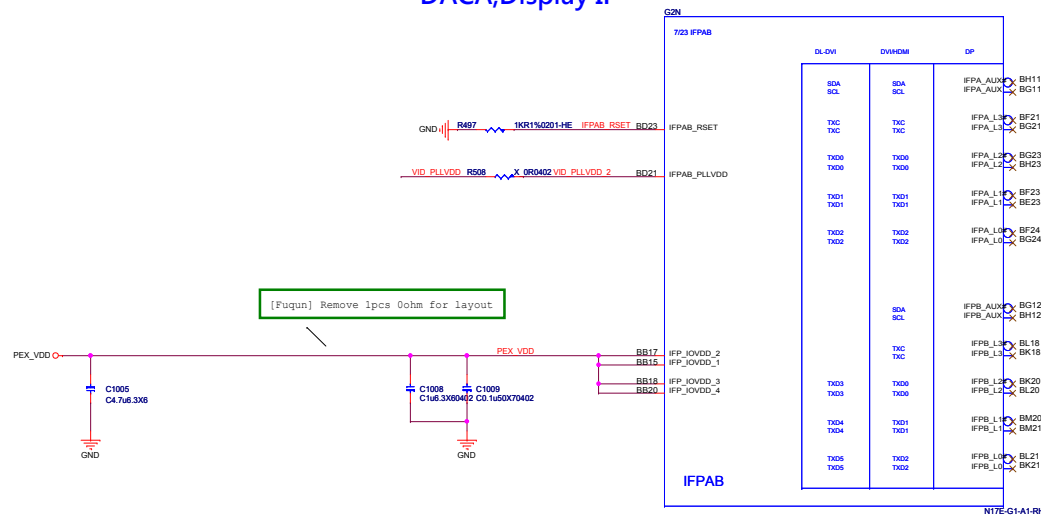 DACA,Display IF
G2N
7/23 IFPAB
DL-DVI DVI/HDMI DP
SDA SDA IFPA_AUX# BH11
SCL SCL IFPA_AUX BG11
TXC TXC IFPA_L3# BF21
TXC TXC IFPA_L3 BG21
GND R497 1KR1%0201-HE IFPAB_RSET BD23 IFPAB_RSET
TXD0 TXD0 IFPA_L2# BG23
TXD0 TXD0 IFPA_L2 BH23
VID_PLLVDD R508 X_0R0402 VID_PLLVDD_2 BD21 IFPAB_PLLVDD
TXD1 TXD1 IFPA_L1# BF23
TXD1 TXD1 IFPA_L1 BE23
TXD2 TXD2 IFPA_L0# BF24
TXD2 TXD2 IFPA_L0 BG24
[Fuqun] Remove 1pcs 0ohm for layout
SDA IFPB_AUX# BG12
SCL IFPB_AUX BH12
TXC IFPB_L3# BL18
TXC IFPB_L3 BK18
PEX_VDD PEX_VDD BB17 IFP_IOVDD_2
BB15 IFP_IOVDD_1
BB18 IFP_IOVDD_3
BB20 IFP_IOVDD_4
TXD3 TXD0 IFPB_L2# BK20
TXD3 TXD0 IFPB_L2 BL20
C1005 C1008 C1009
C4.7u6.3X6 C1u6.3X60402 C0.1u50X70402
TXD4 TXD1 IFPB_L1# BM20
TXD4 TXD1 IFPB_L1 BM21
GND GND
TXD5 TXD2 IFPB_L0# BL21
TXD5 TXD2 IFPB_L0 BK21
IFPAB